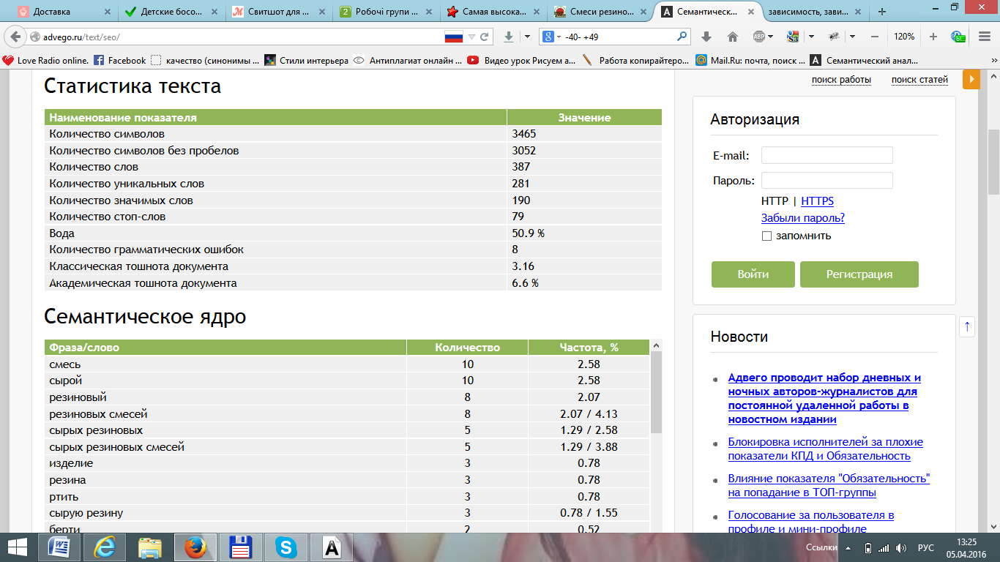 Доставка
Детские босо...
Свитшот для ...
Робочі групи ...
Самая высока...
Смеси резино...
Семантическ...
зависимость, зави...
advego.ru/text/seo/
-40- +49
120%
Love Radio online.
Facebook
качество (синонимы ...
Стили интерьера
Антиплагиат онлайн ...
Видео урок Рисуем а...
Работа копирайтеро...
Mail.Ru: почта, поиск ...
Семантический анал...
поиск работы
поиск статей
Статистика текста
Наименование показателя Значение
Количество символов 3465
Количество символов без пробелов 3052
Количество слов 387
Количество уникальных слов 281
Количество значимых слов 190
Количество стоп-слов 79
Вода 50.9 %
Количество грамматических ошибок 8
Классическая тошнота документа 3.16
Академическая тошнота документа 6.6 %
Семантическое ядро
Фраза/слово Количество Частота, %
смесь 10 2.58
сырой 10 2.58
резиновый 8 2.07
резиновых смесей 8 2.07 / 4.13
сырых резиновых 5 1.29 / 2.58
сырых резиновых смесей 5 1.29 / 3.88
изделие 3 0.78
резина 3 0.78
ртить 3 0.78
сырую резину 3 0.78 / 1.55
берти 2 0.52
Авторизация
E-mail:
Пароль:
HTTP | HTTPS
Забыли пароль?
запомнить
Войти
Регистрация
Новости
Адвего проводит набор дневных и
ночных авторов-журналистов для
постоянной удаленной работы в
новостном издании
Блокировка исполнителей за плохие
показатели КПД и Обязательность
Влияние показателя "Обязательность"
на попадание в ТОП-группы
Голосование за пользователя в
профиле и мини-профиле
Ссылки
РУС
13:25
05.04.2016